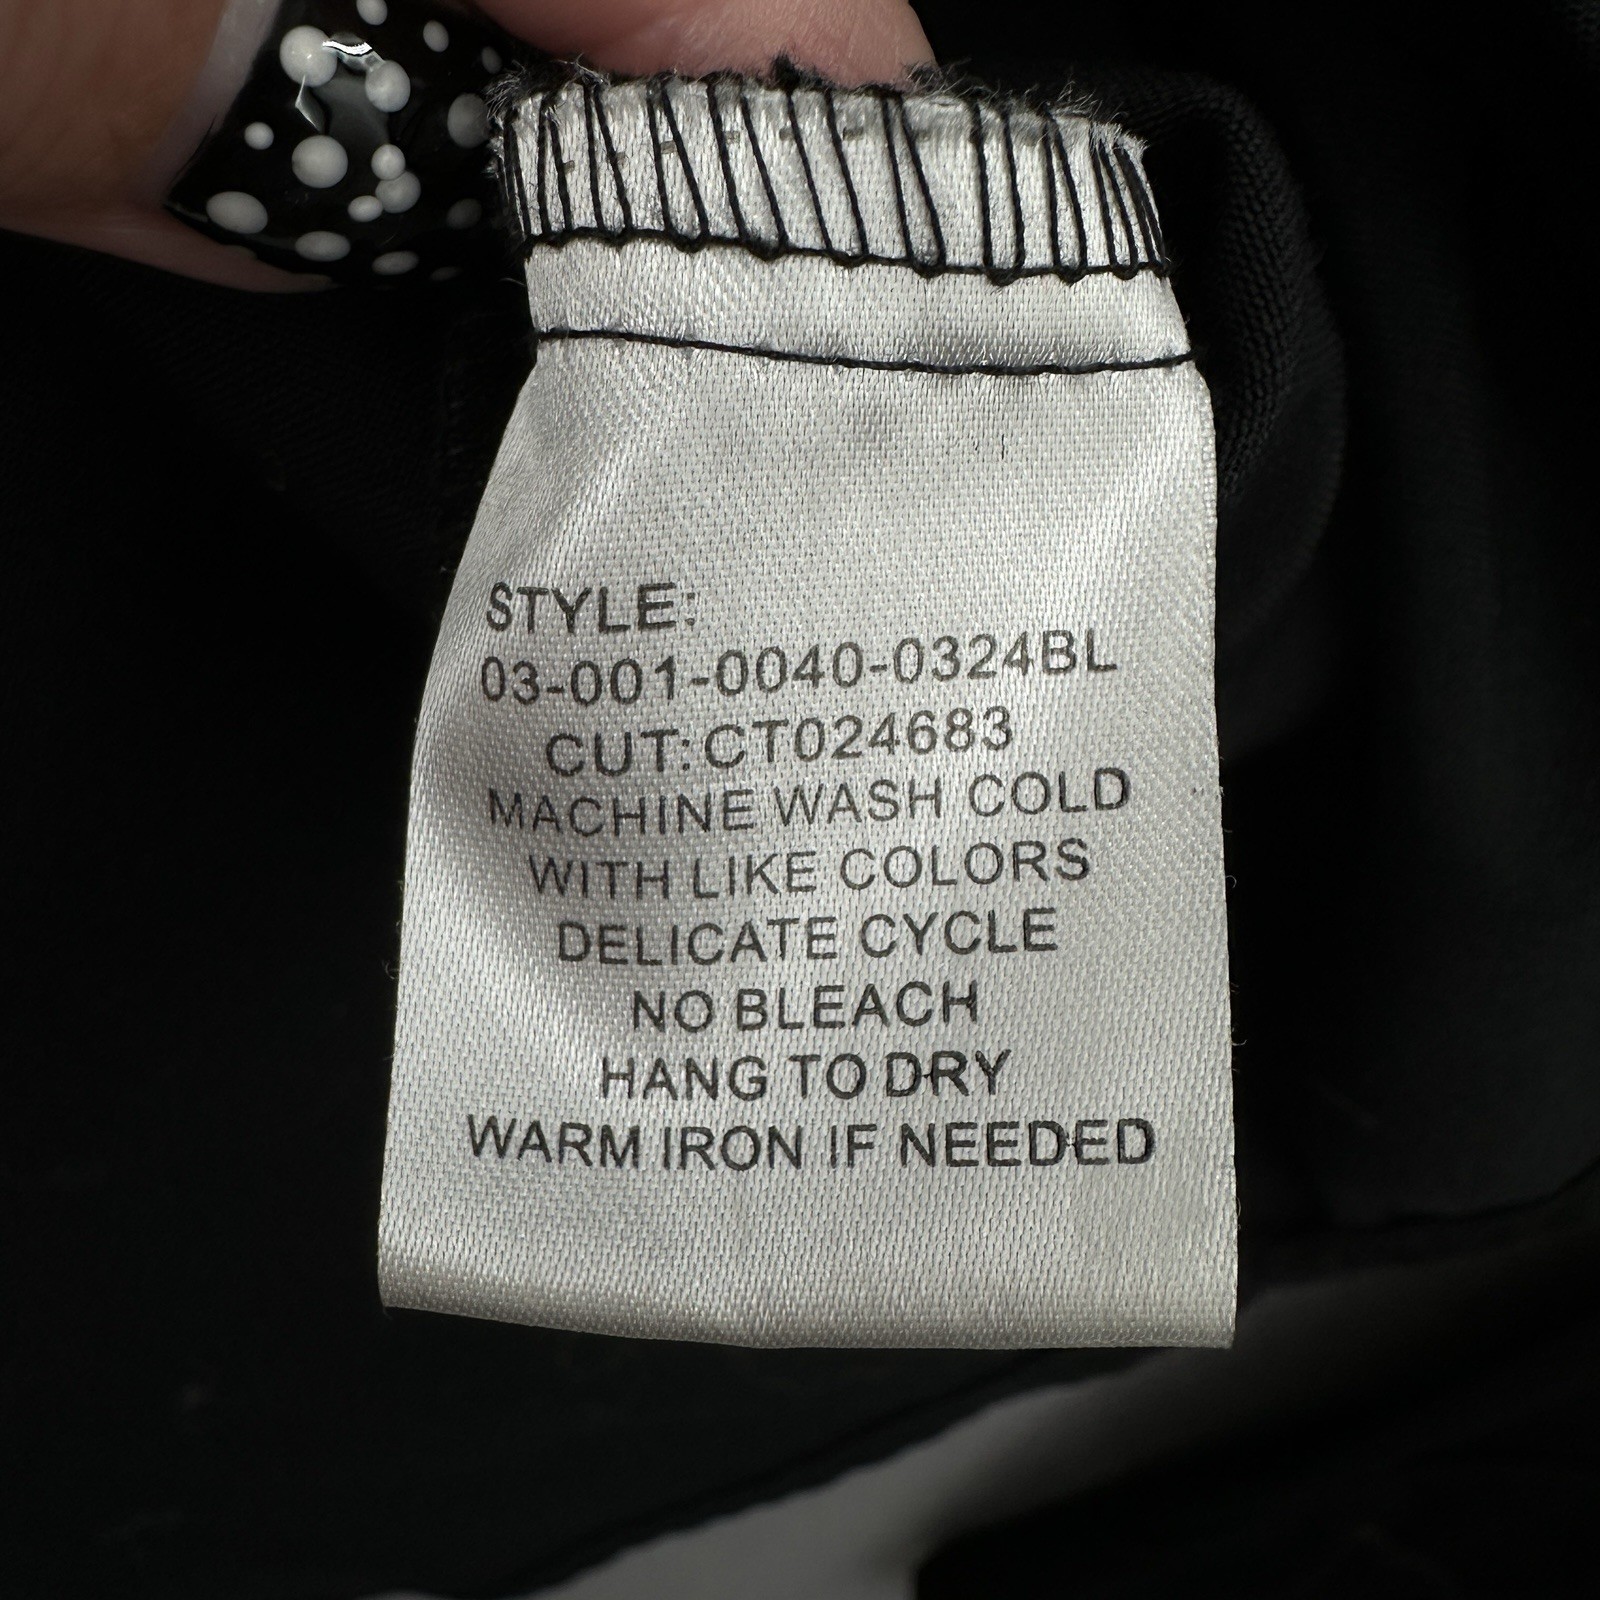 STYLE:
03-001-0040-0324BL
CUT:CT024683
MACHINE WASH COLD
WITH LIKE COLORS
DELICATE CYCLE
NO BLEACH
HANG TO DRY
WARM IRON IF NEEDED